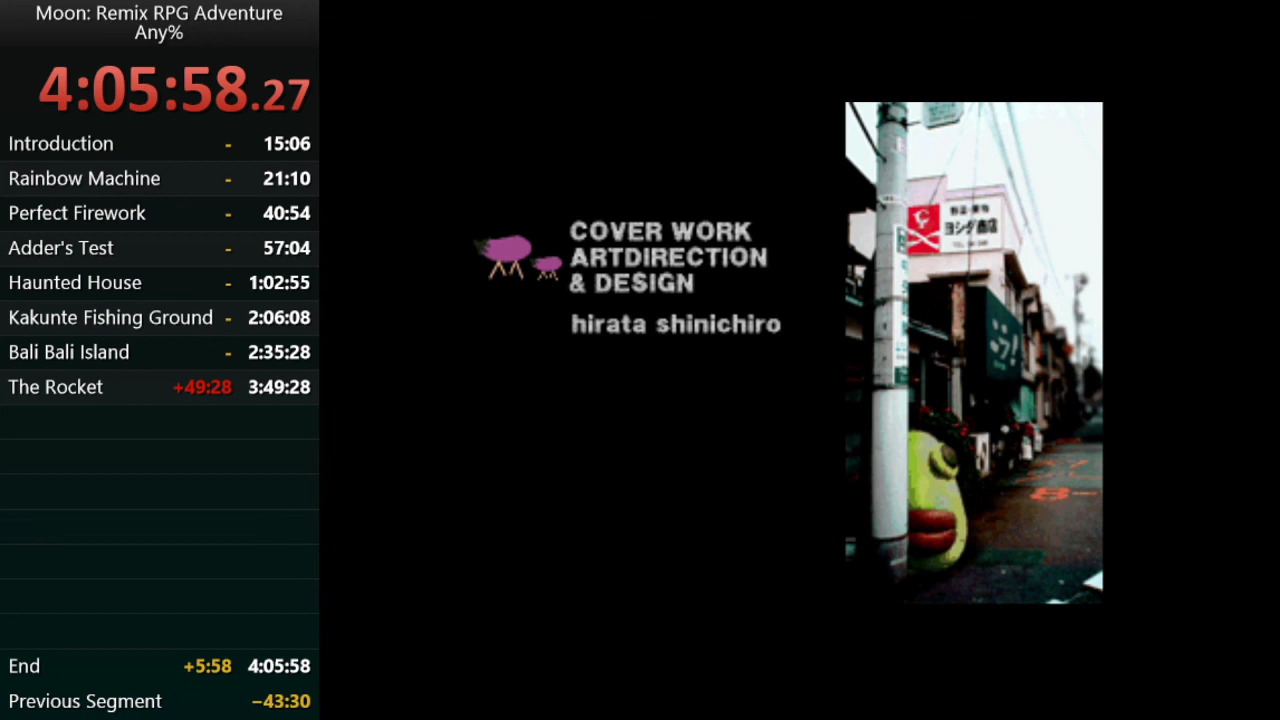 Moon: Remix RPG Adventure
Any%
4:05:58.27
Introduction - 15:06
Rainbow Machine - 21:10
Perfect Firework - 40:54
Adder's Test - 57:04
Haunted House - 1:02:55
Kakunte Fishing Ground - 2:06:08
Bali Bali Island - 2:35:28
The Rocket +49:28 3:49:28
End +5:58 4:05:58
Previous Segment −43:30
COVER WORK
ARTDIRECTION
& DESIGN
hirata shinichiro
ヨシダ商店